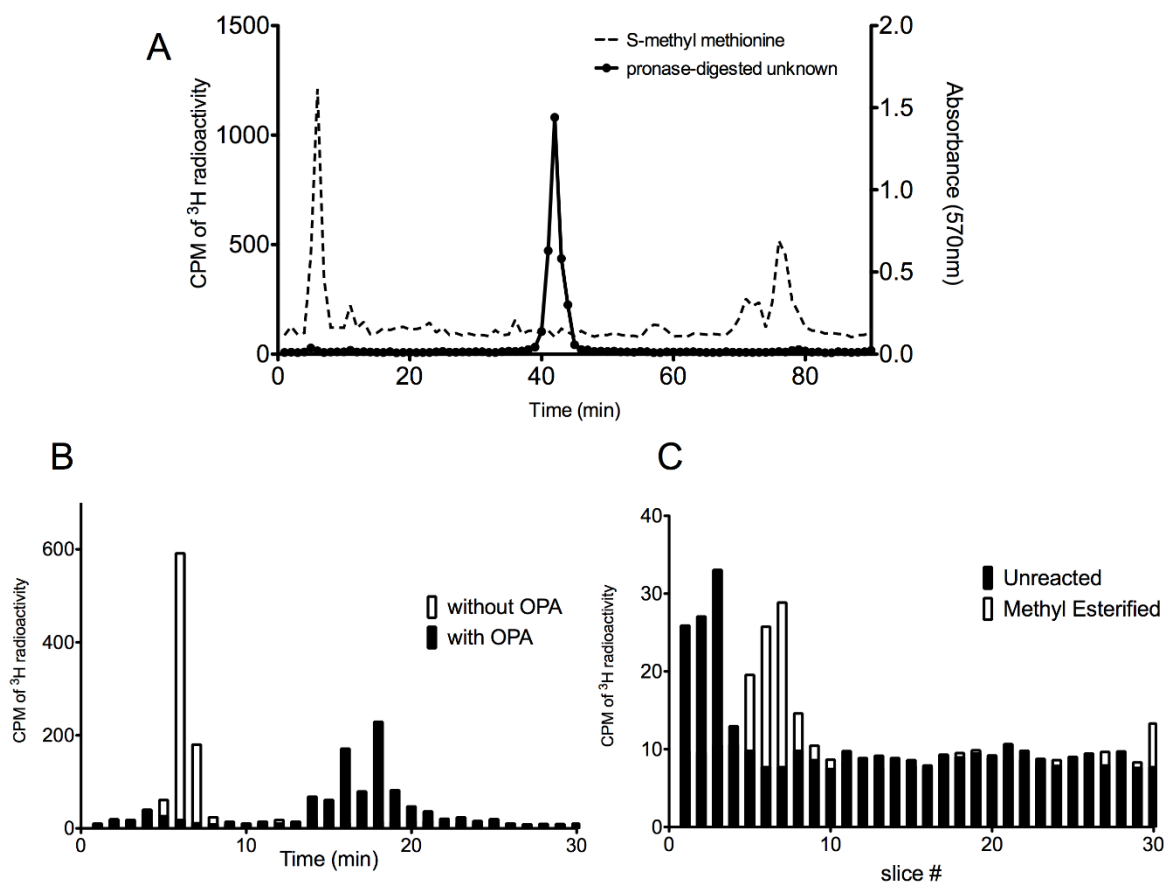 A
1500
1000
500
0
CPM of ³H radioactivity
0
20
40
60
80
Time (min)
2.0
1.5
1.0
0.5
0.0
Absorbance (570nm)
S-methyl methionine
pronase-digested unknown
B
600
400
200
0
CPM of ³H radioactivity
0
10
20
30
Time (min)
without OPA
with OPA
C
40
30
20
10
0
CPM of ³H radioactivity
0
10
20
30
slice #
Unreacted
Methyl Esterified